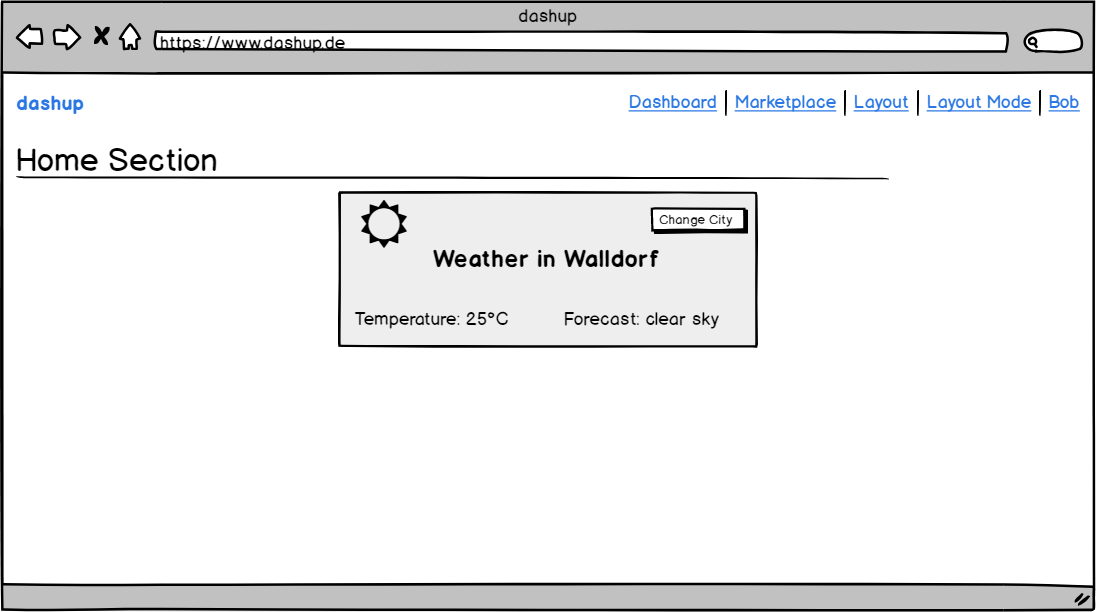 dashup
https://www.dashup.de
dashup Dashboard Marketplace Layout Layout Mode Bob
Home Section
Change City
Weather in Walldorf
Temperature: 25°C Forecast: clear sky